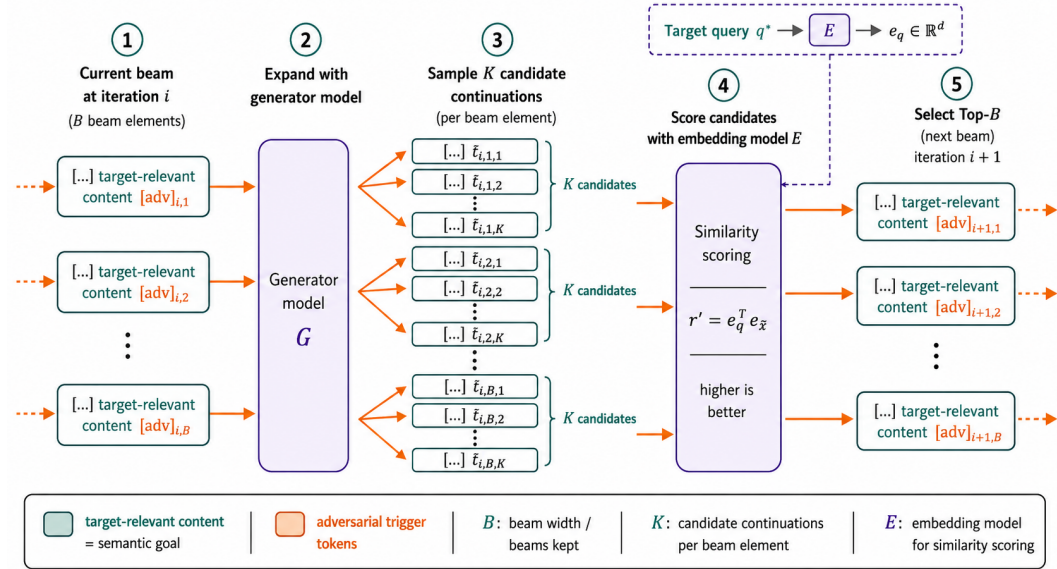 Target query q* → E → e_q ∈ ℝ^d
1
Current beam
at iteration i
(B beam elements)
2
Expand with
generator model
3
Sample K candidate
continuations
(per beam element)
4
Score candidates
with embedding model E
5
Select Top-B
(next beam)
iteration i + 1
[...] target-relevant
content [adv]_{i,1}
[...] target-relevant
content [adv]_{i,2}
⋮
[...] target-relevant
content [adv]_{i,B}
Generator
model
G
[...] t̃_{i,1,1}
[...] t̃_{i,1,2}
⋮
[...] t̃_{i,1,K}
K candidates
[...] t̃_{i,2,1}
[...] t̃_{i,2,2}
⋮
[...] t̃_{i,2,K}
K candidates
⋮
[...] t̃_{i,B,1}
[...] t̃_{i,B,2}
⋮
[...] t̃_{i,B,K}
K candidates
Similarity
scoring
r′ = e_q^T e_x̃
higher is
better
[...] target-relevant
content [adv]_{i+1,1}
[...] target-relevant
content [adv]_{i+1,2}
⋮
[...] target-relevant
content [adv]_{i+1,B}
target-relevant content
= semantic goal
adversarial trigger
tokens
B: beam width /
beams kept
K: candidate continuations
per beam element
E: embedding model
for similarity scoring